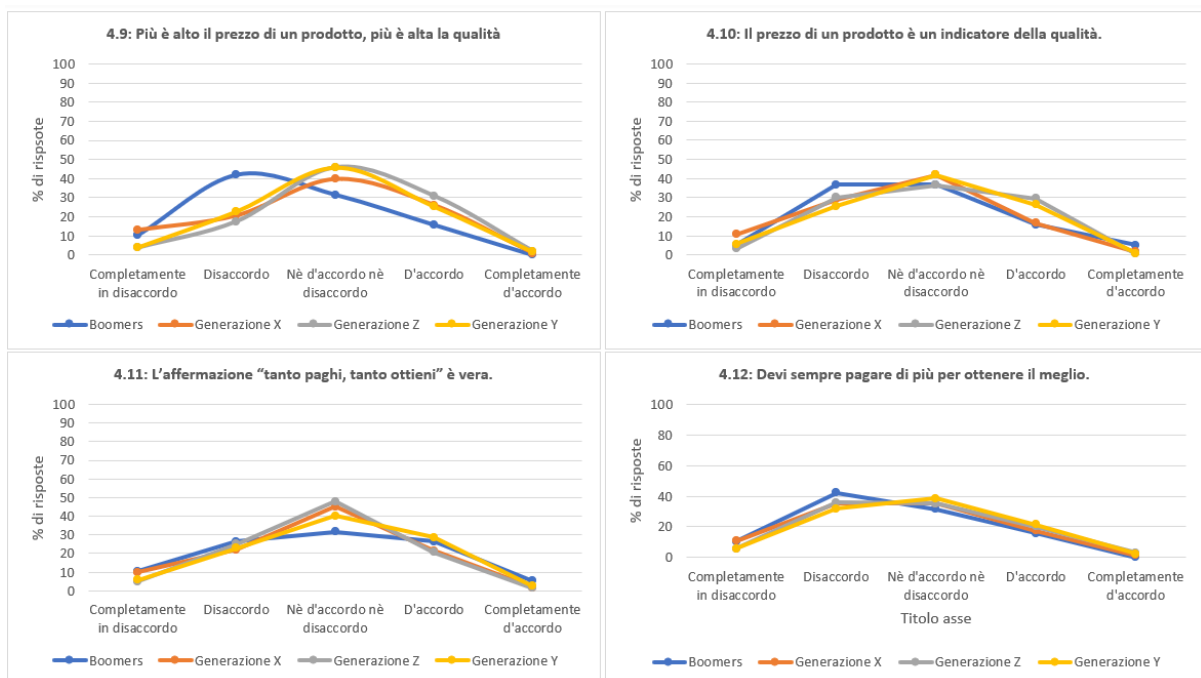 4.9: Più è alto il prezzo di un prodotto, più è alta la qualità
% di rispsote
100
90
80
70
60
50
40
30
20
10
0
Completamente in disaccordo
Disaccordo
Nè d'accordo nè disaccordo
D'accordo
Completamente d'accordo
Boomers Generazione X Generazione Z Generazione Y
4.10: Il prezzo di un prodotto è un indicatore della qualità.
% di risposte
100
90
80
70
60
50
40
30
20
10
0
Completamente in disaccordo
Disaccordo
Nè d'accordo nè disaccordo
D'accordo
Completamente d'accordo
Boomers Generazione X Generazione Z Generazione Y
4.11: L'affermazione “tanto paghi, tanto ottieni” è vera.
% di risposte
100
90
80
70
60
50
40
30
20
10
0
Completamente in disaccordo
Disaccordo
Nè d'accordo nè disaccordo
D'accordo
Completamente d'accordo
Boomers Generazione X Generazione Z Generazione Y
4.12: Devi sempre pagare di più per ottenere il meglio.
% di risposte
100
80
60
40
20
0
Completamente in disaccordo
Disaccordo
Nè d'accordo nè disaccordo
D'accordo
Completamente d'accordo
Titolo asse
Boomers Generazione X Generazione Z Generazione Y